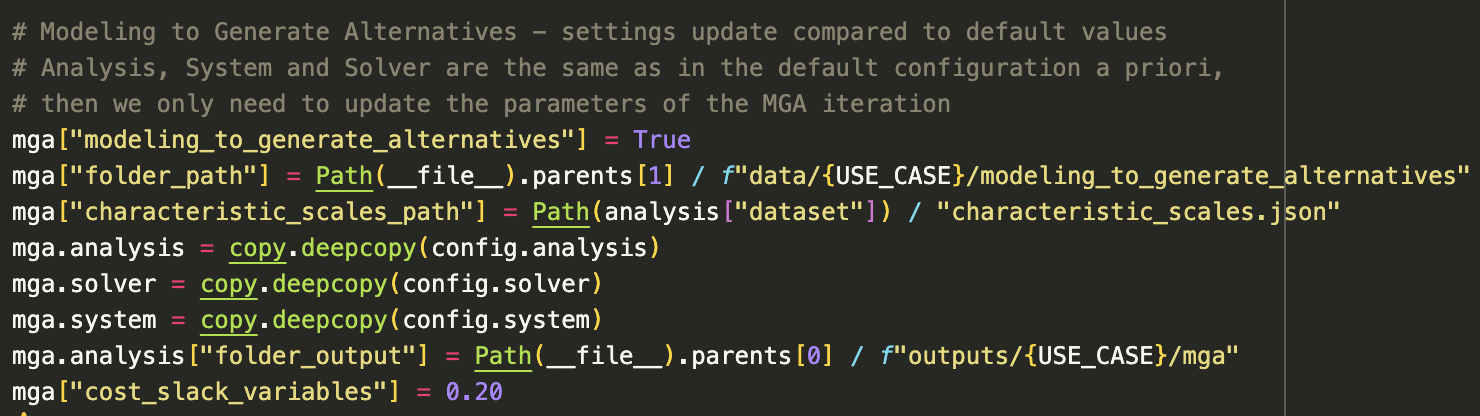 # Modeling to Generate Alternatives - settings update compared to default values
# Analysis, System and Solver are the same as in the default configuration a priori,
# then we only need to update the parameters of the MGA iteration
mga["modeling_to_generate_alternatives"] = True
mga["folder_path"] = Path(__file__).parents[1] / f"data/{USE_CASE}/modeling_to_generate_alternatives"
mga["characteristic_scales_path"] = Path(analysis["dataset"]) / "characteristic_scales.json"
mga.analysis = copy.deepcopy(config.analysis)
mga.solver = copy.deepcopy(config.solver)
mga.system = copy.deepcopy(config.system)
mga.analysis["folder_output"] = Path(__file__).parents[0] / f"outputs/{USE_CASE}/mga"
mga["cost_slack_variables"] = 0.20